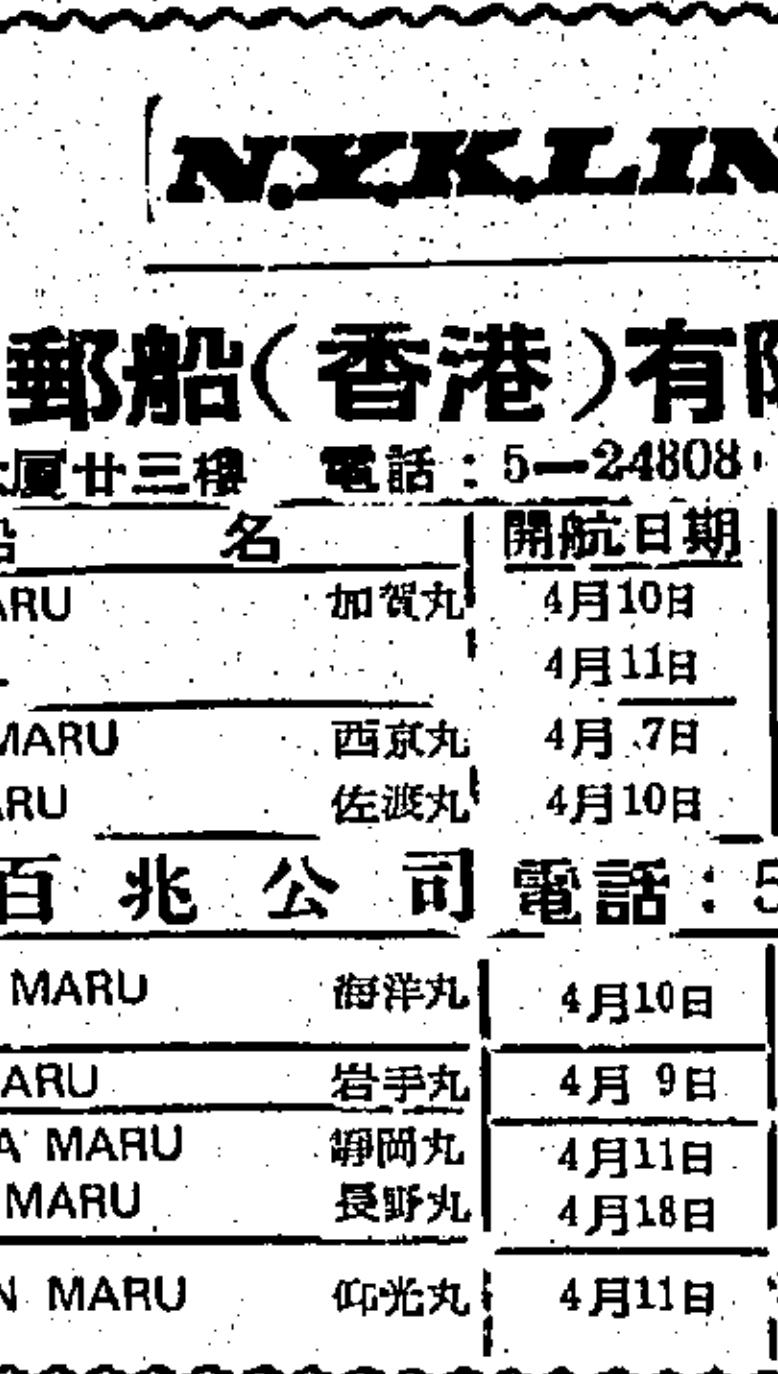 N.Y.K.LIN
郵船(香港)有限
大厦廿三樓 電話:5—24808
船 名 開航日期
ARU 加賀丸 4月10日
4月11日
MARU 西京丸 4月 7日
ARU 佐渡丸 4月10日
百兆公司 電話:5
MARU 海洋丸 4月10日
ARU 岩手丸 4月 9日
A MARU 靜岡丸 4月11日
MARU 長野丸 4月18日
N MARU 仰光丸 4月11日